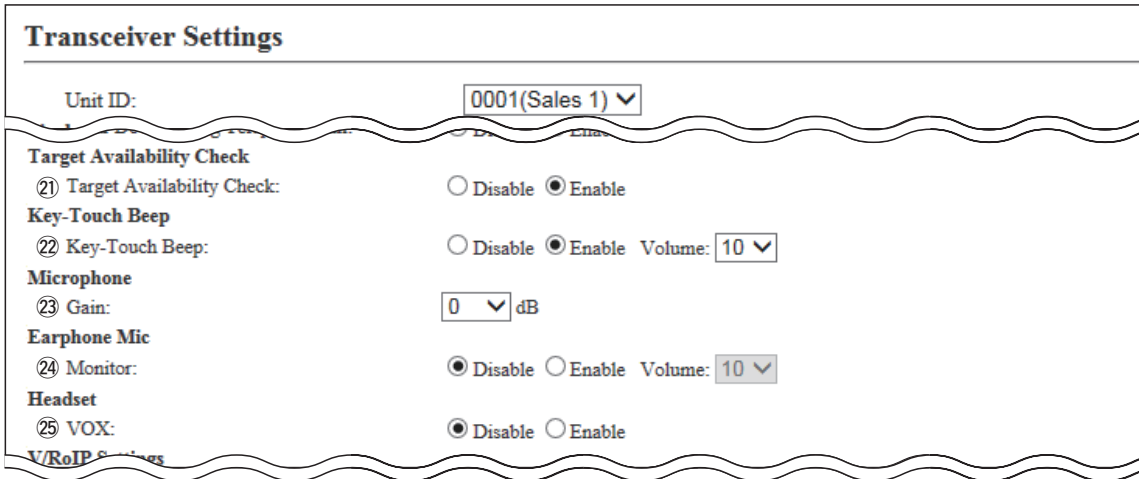 Transceiver Settings
Unit ID: 0001(Sales 1)
Target Availability Check
㉑ Target Availability Check: Disable Enable
Key-Touch Beep
㉒ Key-Touch Beep: Disable Enable Volume: 10
Microphone
㉓ Gain: 0 dB
Earphone Mic
㉔ Monitor: Disable Enable Volume: 10
Headset
㉕ VOX: Disable Enable
V/RoIP Settings